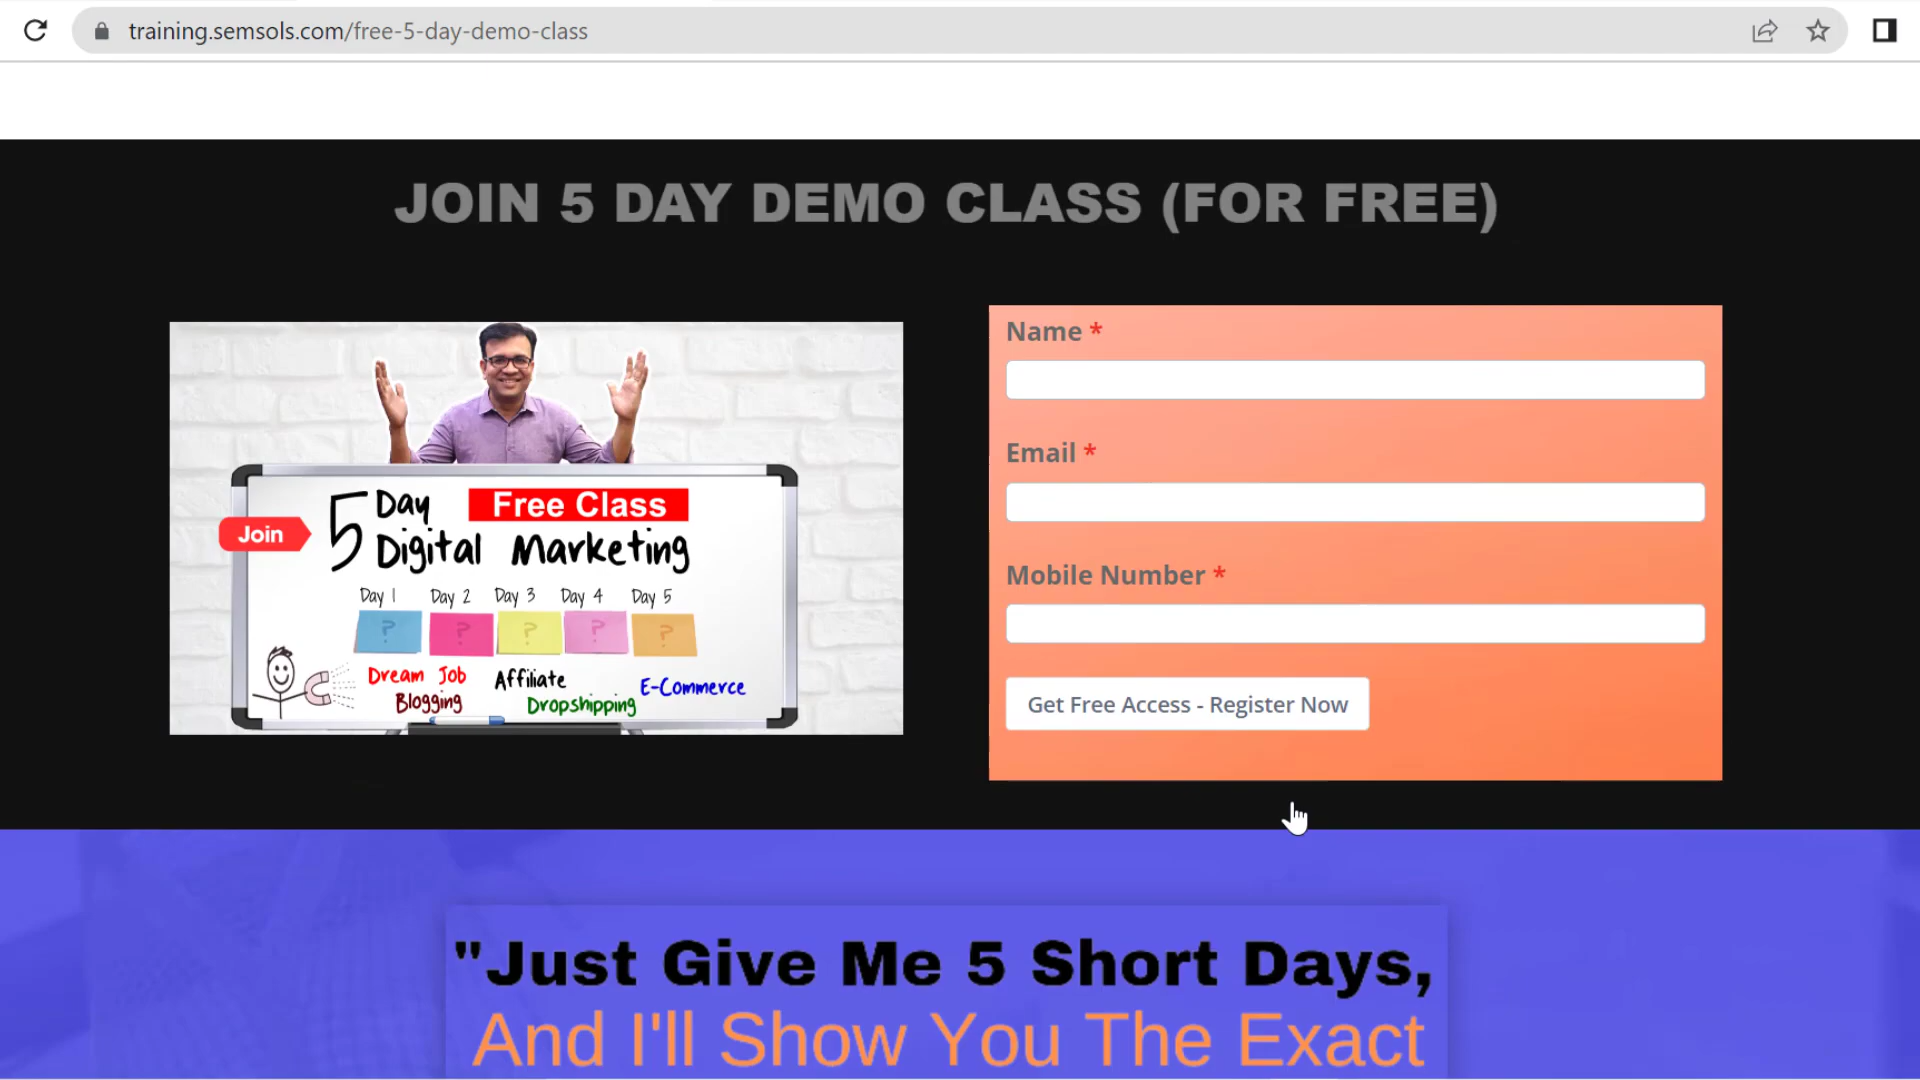 training.semsols.com/free-5-day-demo-class
JOIN 5 DAY DEMO CLASS (FOR FREE)
Join
5 Day Free Class
Digital Marketing
Day 1 Day 2 Day 3 Day 4 Day 5
? ? ? ? ?
Dream Job Affiliate E-Commerce
Blogging Dropshipping
Name *
Email *
Mobile Number *
Get Free Access - Register Now
"Just Give Me 5 Short Days,
And I'll Show You The Exact